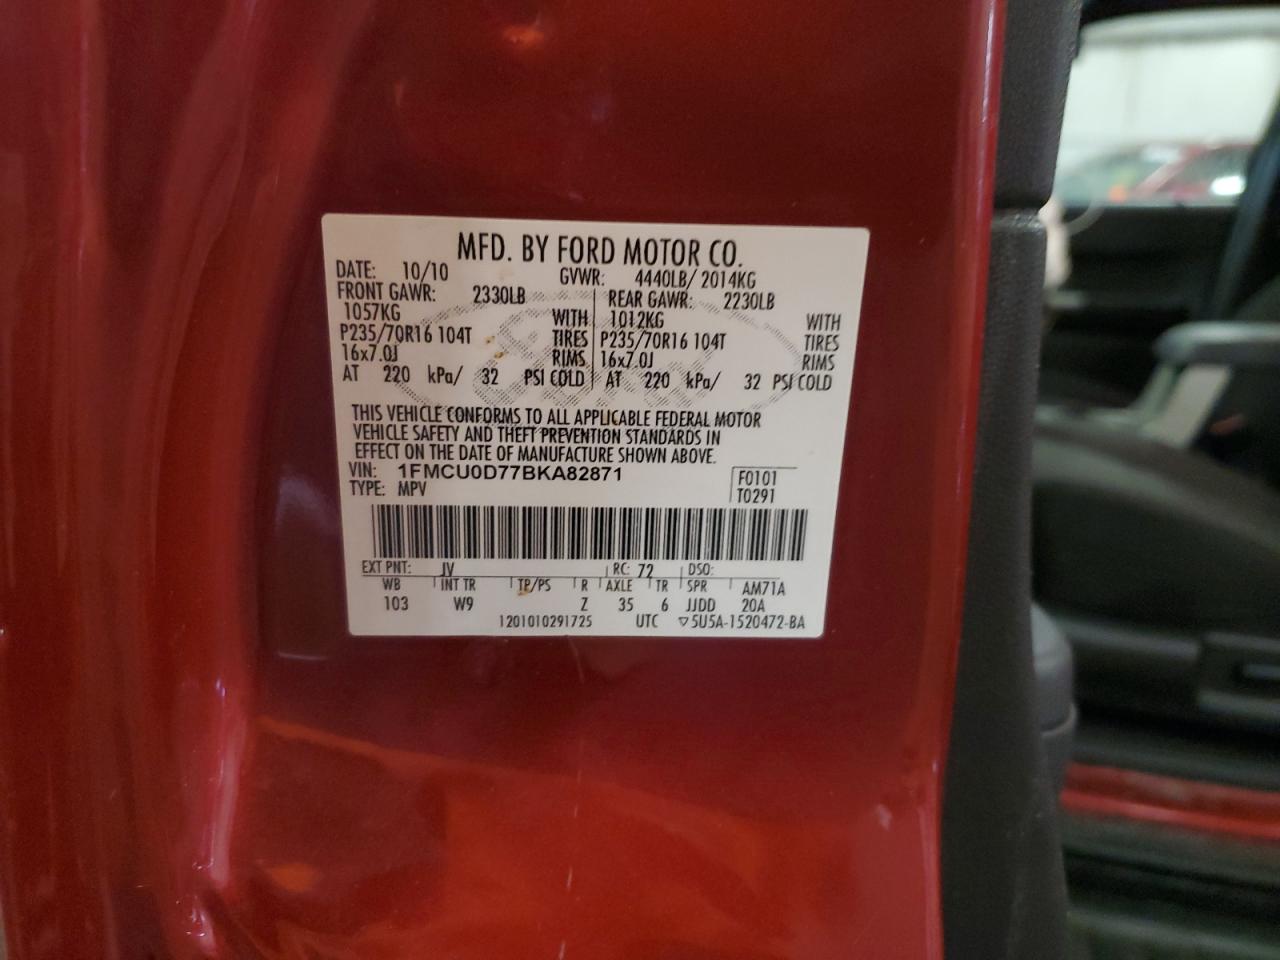 MFD. BY FORD MOTOR CO.
DATE: 10/10 GVWR: 4440LB/ 2014KG
FRONT GAWR: 2330LB REAR GAWR: 2230LB
1057KG WITH 1012KG WITH
P235/70R16 104T TIRES P235/70R16 104T TIRES
16x7.0J RIMS 16x7.0J RIMS
AT 220 kPa/ 32 PSI COLD AT 220 kPa/ 32 PSI COLD
THIS VEHICLE CONFORMS TO ALL APPLICABLE FEDERAL MOTOR
VEHICLE SAFETY AND THEFT PREVENTION STANDARDS IN
EFFECT ON THE DATE OF MANUFACTURE SHOWN ABOVE.
VIN: 1FMCU0D77BKA82871 F0101
TYPE: MPV T0291
EXT PNT: JV RC: 72 DSO:
WB INT TR TP/PS R AXLE TR SPR AM71A
103 W9 Z 35 6 JJDD 20A
1201010291725 UTC ▽5U5A-1520472-BA